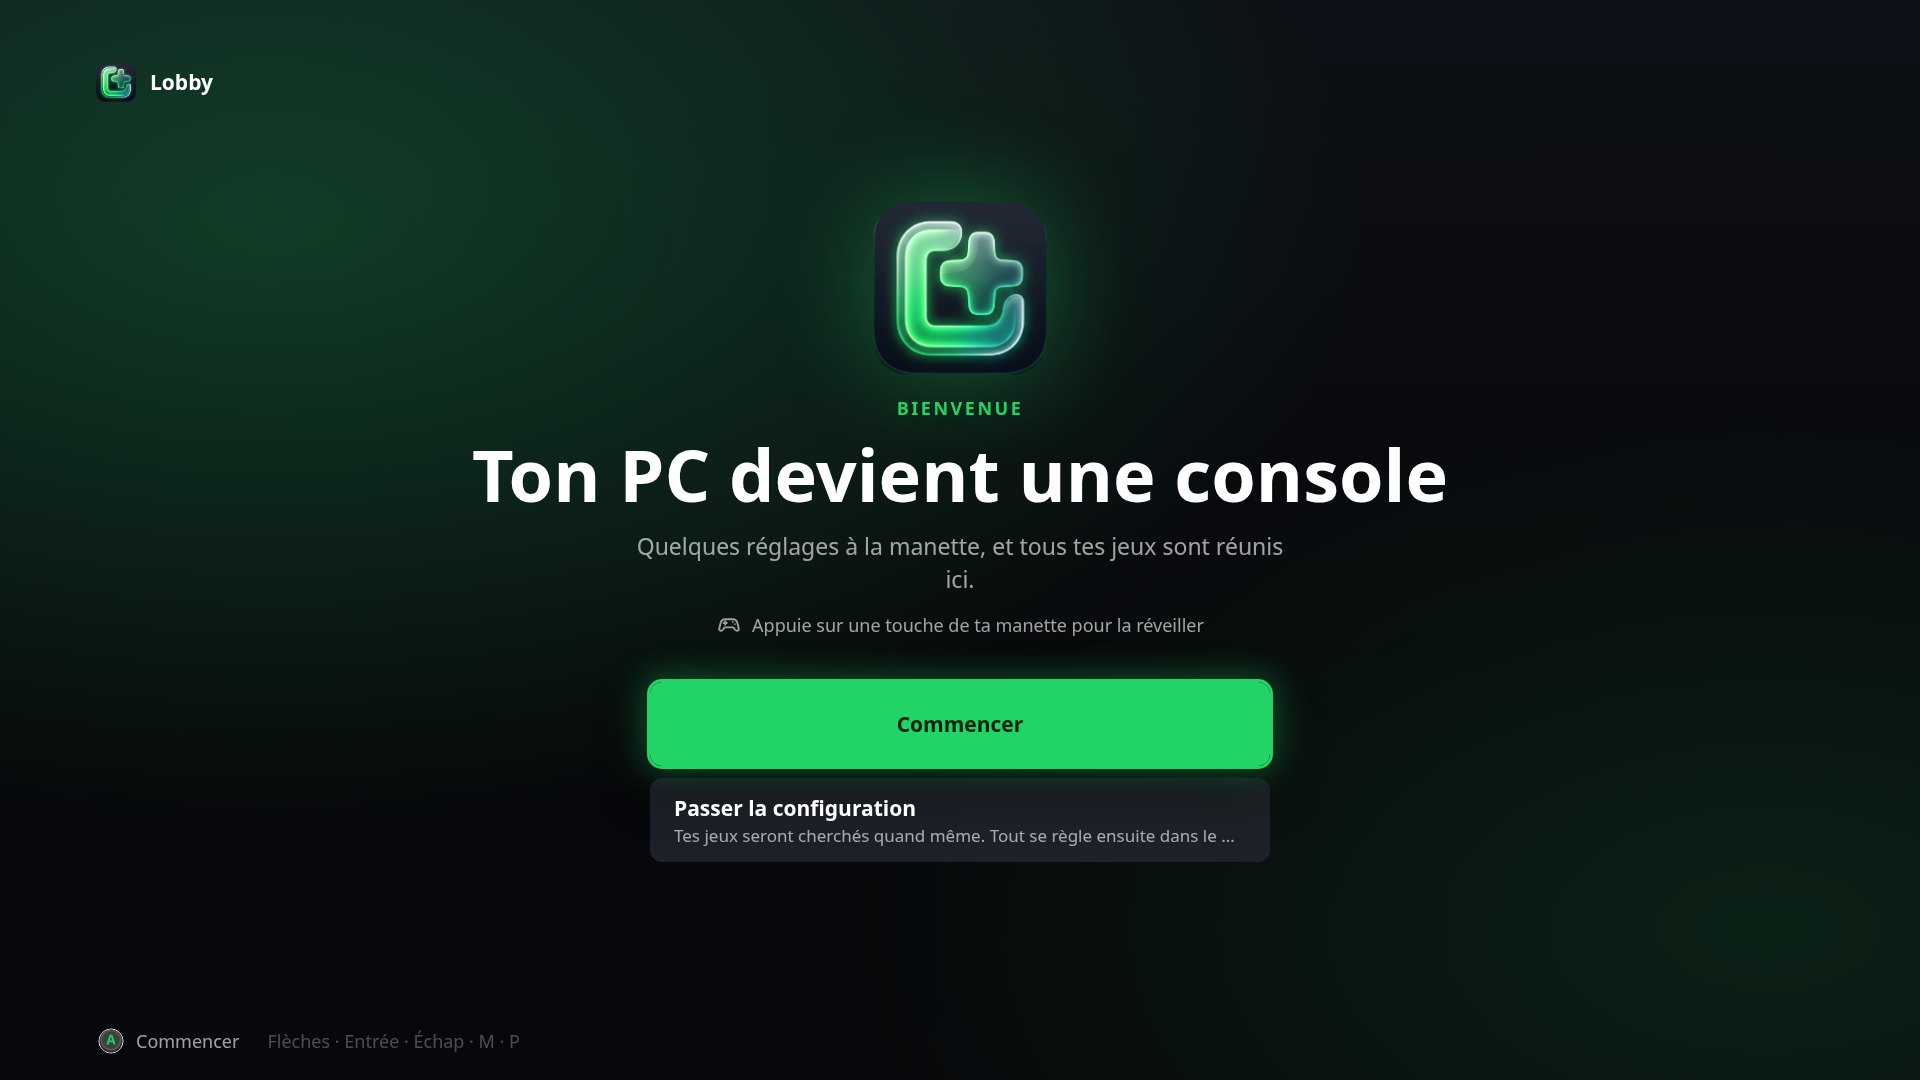 Lobby
BIENVENUE
Ton PC devient une console
Quelques réglages à la manette, et tous tes jeux sont réunis
ici.
Appuie sur une touche de ta manette pour la réveiller
Commencer
Passer la configuration
Tes jeux seront cherchés quand même. Tout se règle ensuite dans le ...
A Commencer Flèches · Entrée · Échap · M · P